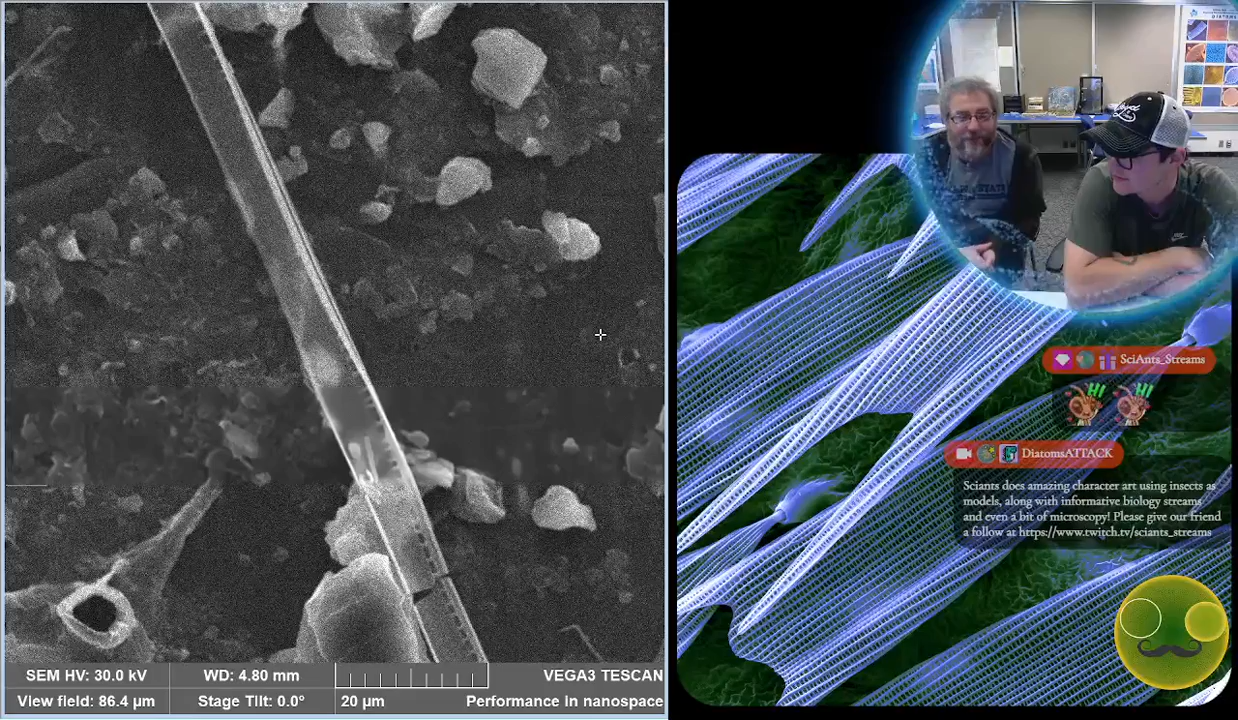 SEM HV: 30.0 kV
WD: 4.80 mm
VEGA3 TESCAN
View field: 86.4 µm
Stage Tilt: 0.0°
20 µm
Performance in nanospace
DIATOMS
SciAnts_Streams
HI HI
DiatomsATTACK
Sciants does amazing character art using insects as
models, along with informative biology streams
and even a bit of microscopy! Please give our friend
a follow at https://www.twitch.tv/sciants_streams